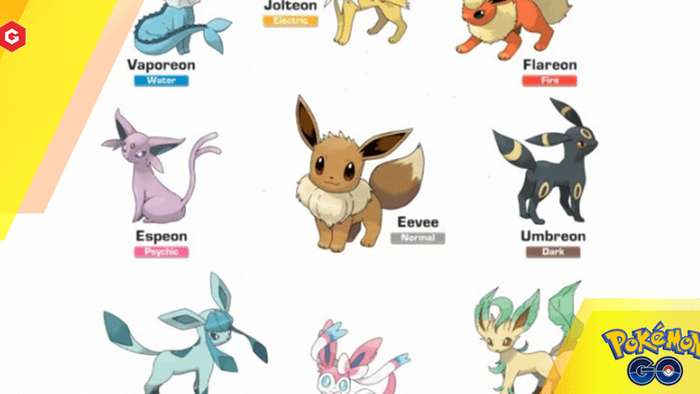 Jolteon
Electric
Vaporeon
Water
Flareon
Fire
Espeon
Psychic
Eevee
Normal
Umbreon
Dark
G
POKÉMON
GO